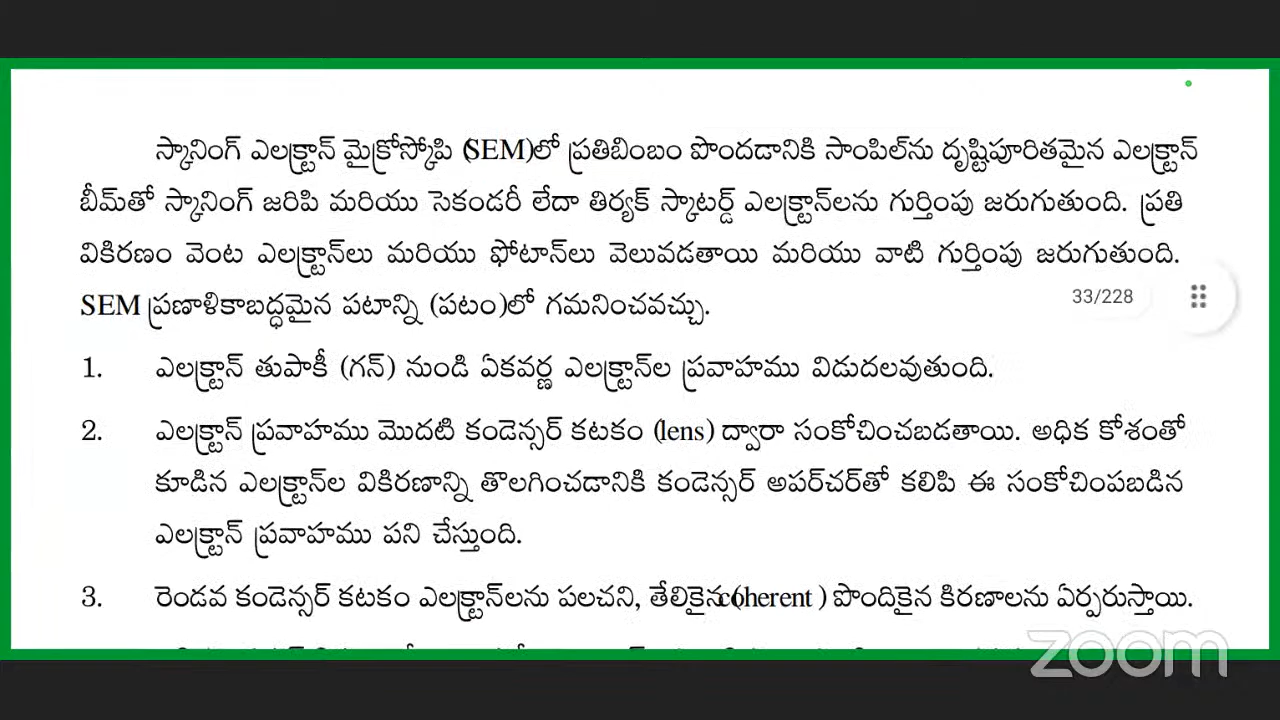 స్కానింగ్ ఎలక్ట్రాన్ మైక్రోస్కోపి (SEM)లో ప్రతిబింబం పొందడానికి సాంపిల్‌ను దృష్టిపూరితమైన ఎలక్ట్రాన్
బీమ్‌తో స్కానింగ్ జరిపి మరియు సెకండరీ లేదా తిర్యక్ స్కాటర్డ్ ఎలక్ట్రాన్‌లను గుర్తింపు జరుగుతుంది. ప్రతి
వికిరణం వెంట ఎలక్ట్రాన్‌లు మరియు ఫోటాన్‌లు వెలువడతాయి మరియు వాటి గుర్తింపు జరుగుతుంది.
SEM ప్రణాళికాబద్ధమైన పటాన్ని (పటం)లో గమనించవచ్చు.
33/228
1. ఎలక్ట్రాన్ తుపాకీ (గన్) నుండి ఏకవర్ణ ఎలక్ట్రాన్‌ల ప్రవాహము విడుదలవుతుంది.
2. ఎలక్ట్రాన్ ప్రవాహము మొదటి కండెన్సర్ కటకం (lens) ద్వారా సంకోచించబడతాయి. అధిక కోశంతో
కూడిన ఎలక్ట్రాన్‌ల వికిరణాన్ని తొలగించడానికి కండెన్సర్ అపర్‌చర్‌తో కలిపి ఈ సంకోచింపబడిన
ఎలక్ట్రాన్ ప్రవాహము పని చేస్తుంది.
3. రెండవ కండెన్సర్ కటకం ఎలక్ట్రాన్‌లను పలచని, తేలికైన (coherent ) పొందికైన కిరణాలను ఏర్పరుస్తాయి.
zoom